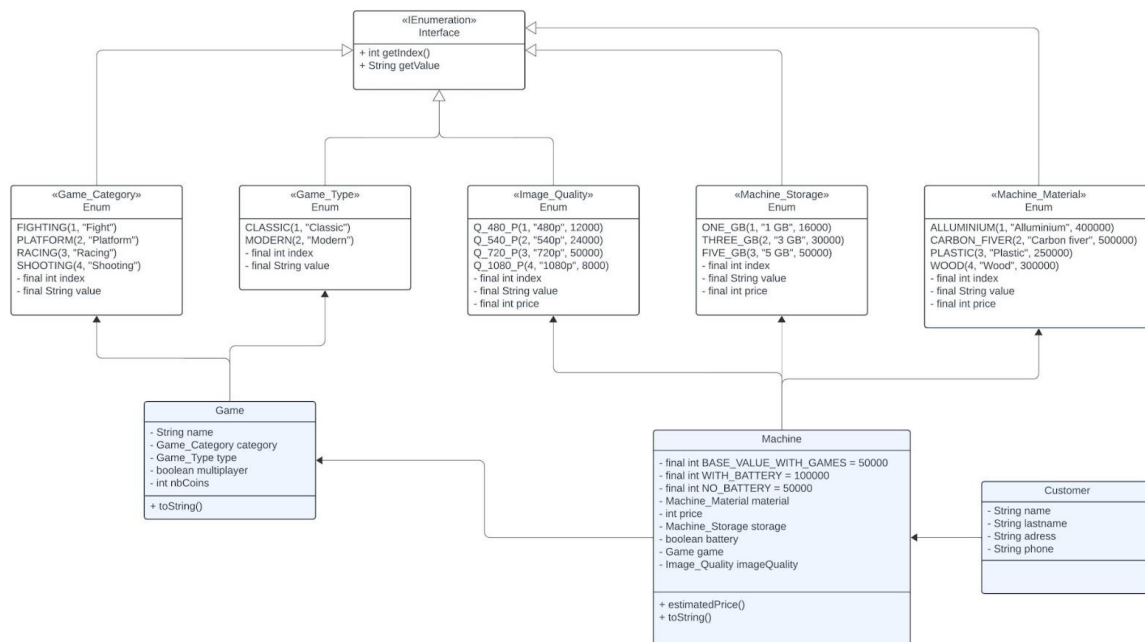 «IEnumeration»
Interface
+ int getIndex()
+ String getValue
«Game_Category»
Enum
FIGHTING(1, "Fight")
PLATFORM(2, "Platform")
RACING(3, "Racing")
SHOOTING(4, "Shooting")
- final int index
- final String value
«Game_Type»
Enum
CLASSIC(1, "Classic")
MODERN(2, "Modern")
- final int index
- final String value
«Image_Quality»
Enum
Q_480_P(1, "480p", 12000)
Q_540_P(2, "540p", 24000)
Q_720_P(3, "720p", 50000)
Q_1080_P(4, "1080p", 8000)
- final int index
- final String value
- final int price
«Machine_Storage»
Enum
ONE_GB(1, "1 GB", 16000)
THREE_GB(2, "3 GB", 30000)
FIVE_GB(3, "5 GB", 50000)
- final int index
- final String value
- final int price
«Machine_Material»
Enum
ALLUMINIUM(1, "Alluminium", 400000)
CARBON_FIVER(2, "Carbon fiver", 500000)
PLASTIC(3, "Plastic", 250000)
WOOD(4, "Wood", 300000)
- final int index
- final String value
- final int price
Game
- String name
- Game_Category category
- Game_Type type
- boolean multiplayer
- int nbCoins
+ toString()
Machine
- final int BASE_VALUE_WITH_GAMES = 50000
- final int WITH_BATTERY = 100000
- final int NO_BATTERY = 50000
- Machine_Material material
- int price
- Machine_Storage storage
- boolean battery
- Game game
- Image_Quality imageQuality
+ estimatedPrice()
+ toString()
Customer
- String name
- String lastname
- String adress
- String phone